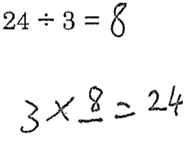 24 ÷ 3 = 8
3 × 8 = 24